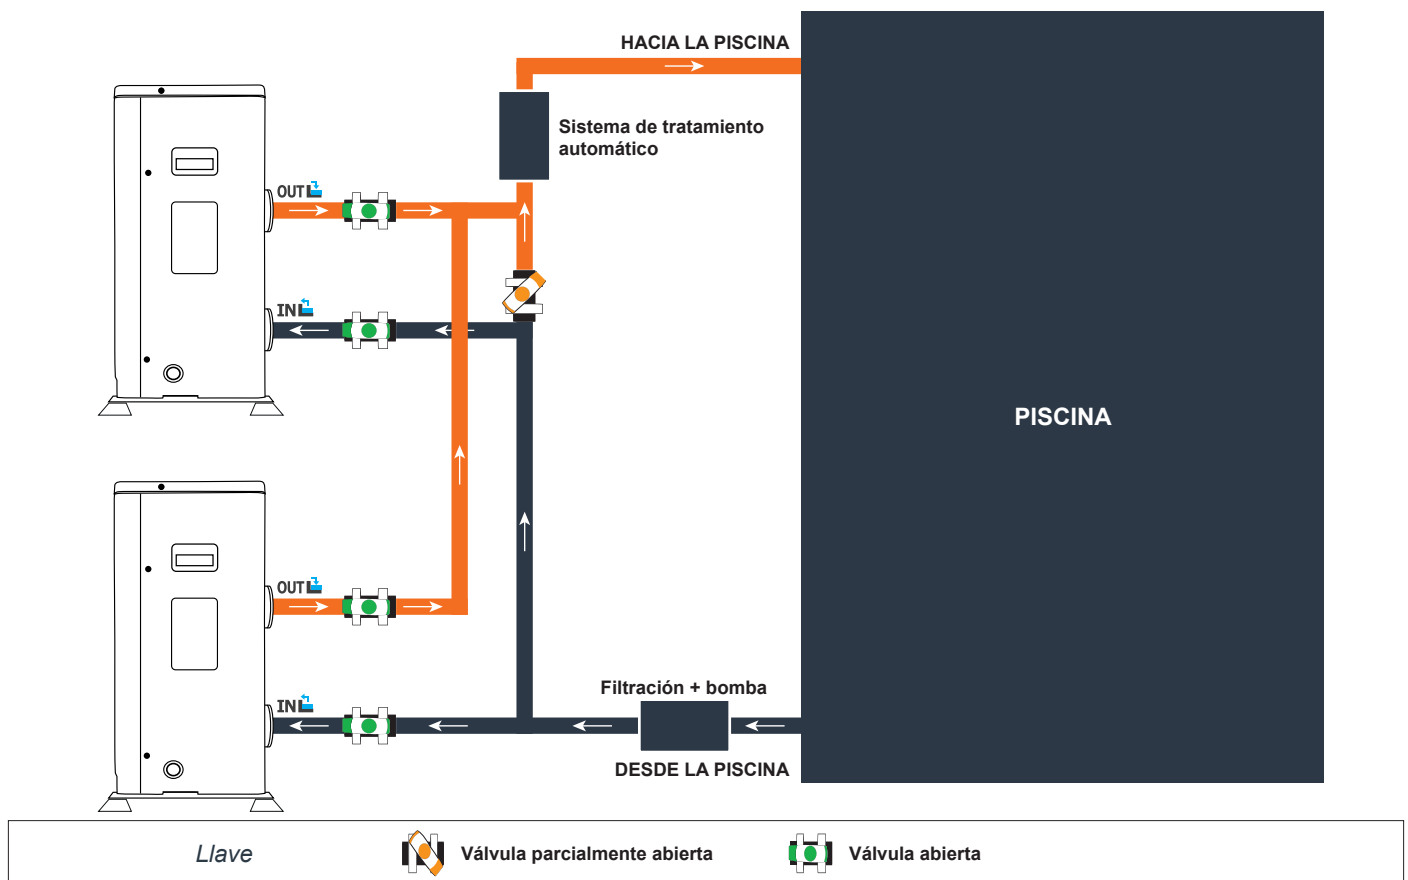 HACIA LA PISCINA
Sistema de tratamiento
automático
OUT
IN
PISCINA
OUT
Filtración + bomba
IN
DESDE LA PISCINA
Llave
Válvula parcialmente abierta
Válvula abierta